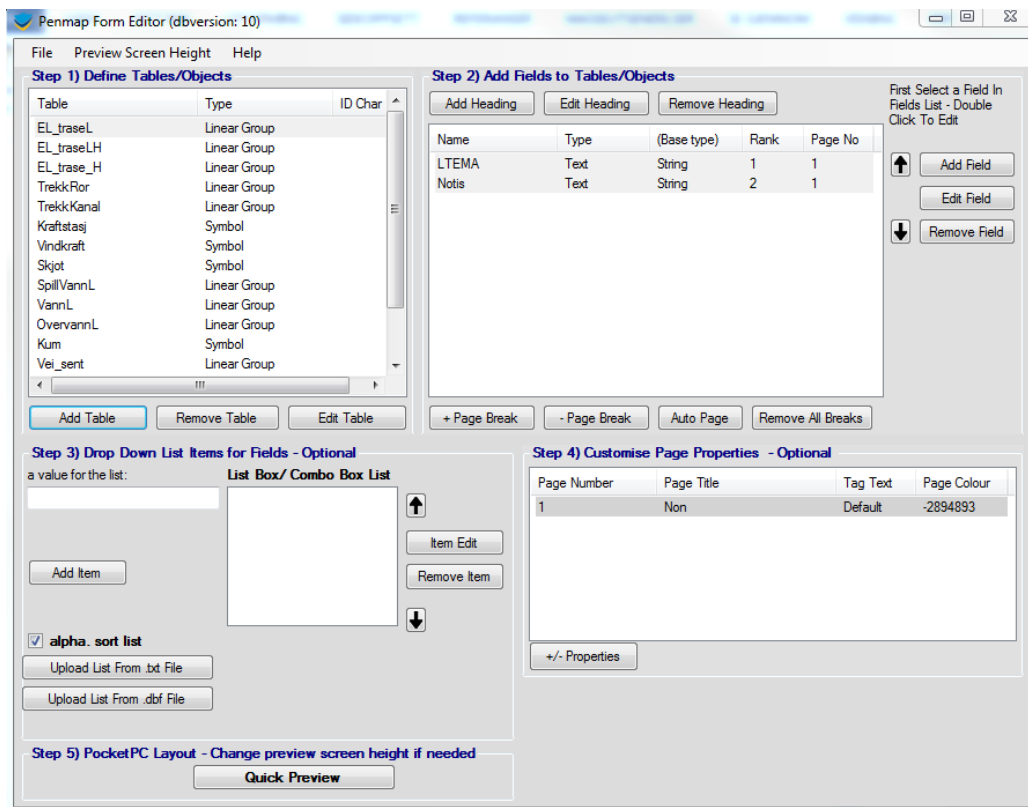 Penmap Form Editor (dbversion: 10)
File Preview Screen Height Help
Step 1) Define Tables/Objects
Table Type ID Char
EL_traseL Linear Group
EL_traseLH Linear Group
EL_trase_H Linear Group
TrekkRor Linear Group
TrekkKanal Linear Group
Kraftstasj Symbol
Vindkraft Symbol
Skjot Symbol
SpillVannL Linear Group
VannL Linear Group
OvervannL Linear Group
Kum Symbol
Vei_sent Linear Group
Add Table Remove Table Edit Table
Step 2) Add Fields to Tables/Objects
Add Heading Edit Heading Remove Heading
First Select a Field In
Fields List - Double
Click To Edit
Name Type (Base type) Rank Page No
LTEMA Text String 1 1
Notis Text String 2 1
Add Field
Edit Field
Remove Field
+ Page Break - Page Break Auto Page Remove All Breaks
Step 3) Drop Down List Items for Fields - Optional
a value for the list: List Box/ Combo Box List
Item Edit
Add Item Remove Item
alpha. sort list
Upload List From .txt File
Upload List From .dbf File
Step 4) Customise Page Properties - Optional
Page Number Page Title Tag Text Page Colour
1 Non Default -2894893
+/- Properties
Step 5) PocketPC Layout - Change preview screen height if needed
Quick Preview